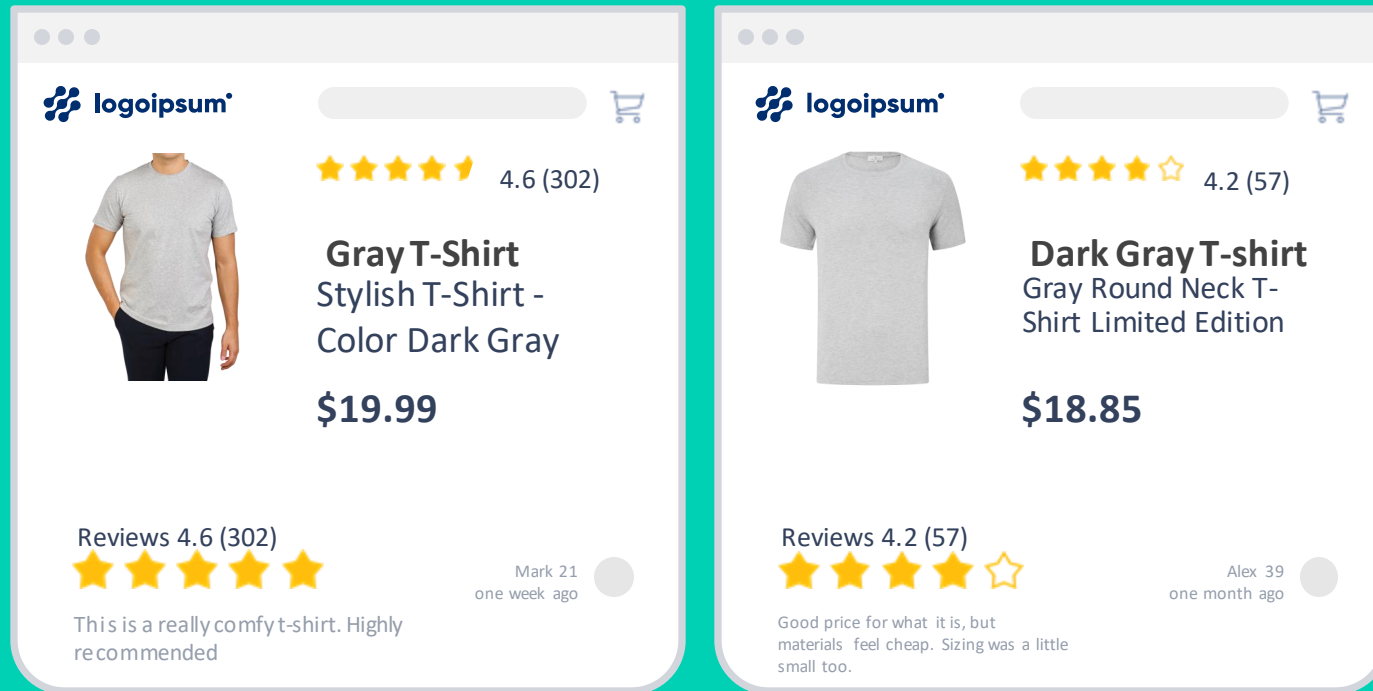 logoipsum
4.6 (302)
Gray T-Shirt
Stylish T-Shirt -
Color Dark Gray
$19.99
Reviews 4.6 (302)
Mark 21
one week ago
This is a really comfy t-shirt. Highly
recommended
logoipsum
4.2 (57)
Dark Gray T-shirt
Gray Round Neck T-
Shirt Limited Edition
$18.85
Reviews 4.2 (57)
Alex 39
one month ago
Good price for what it is, but
materials feel cheap. Sizing was a little
small too.